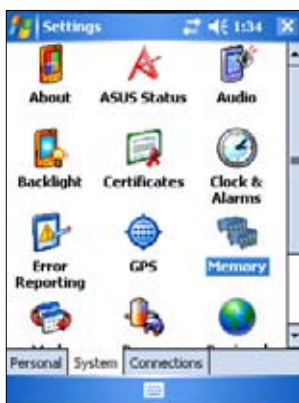 Settings 1:34
About ASUS Status Audio
Backlight Certificates Clock &
Alarms
Error GPS Memory
Reporting
Personal System Connections